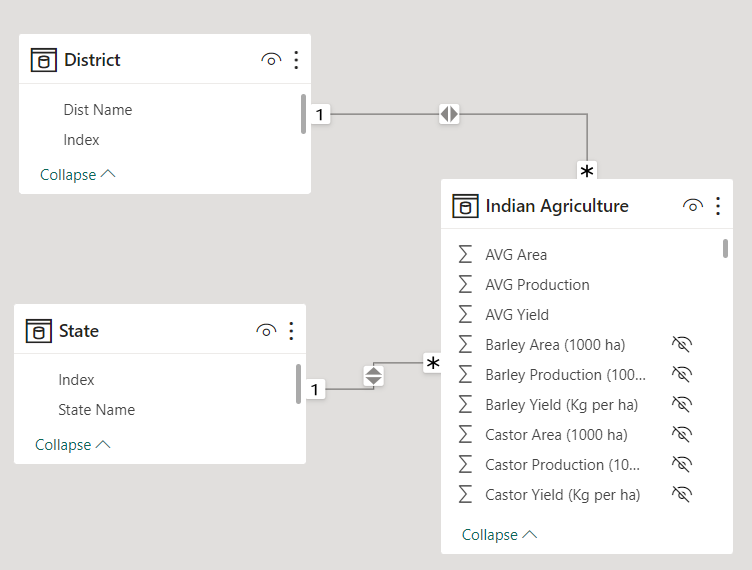 District
Dist Name
Index
Collapse
1
*
Indian Agriculture
AVG Area
AVG Production
AVG Yield
Barley Area (1000 ha)
Barley Production (100...
Barley Yield (Kg per ha)
Castor Area (1000 ha)
Castor Production (10...
Castor Yield (Kg per ha)
Collapse
State
Index
State Name
Collapse
1
*